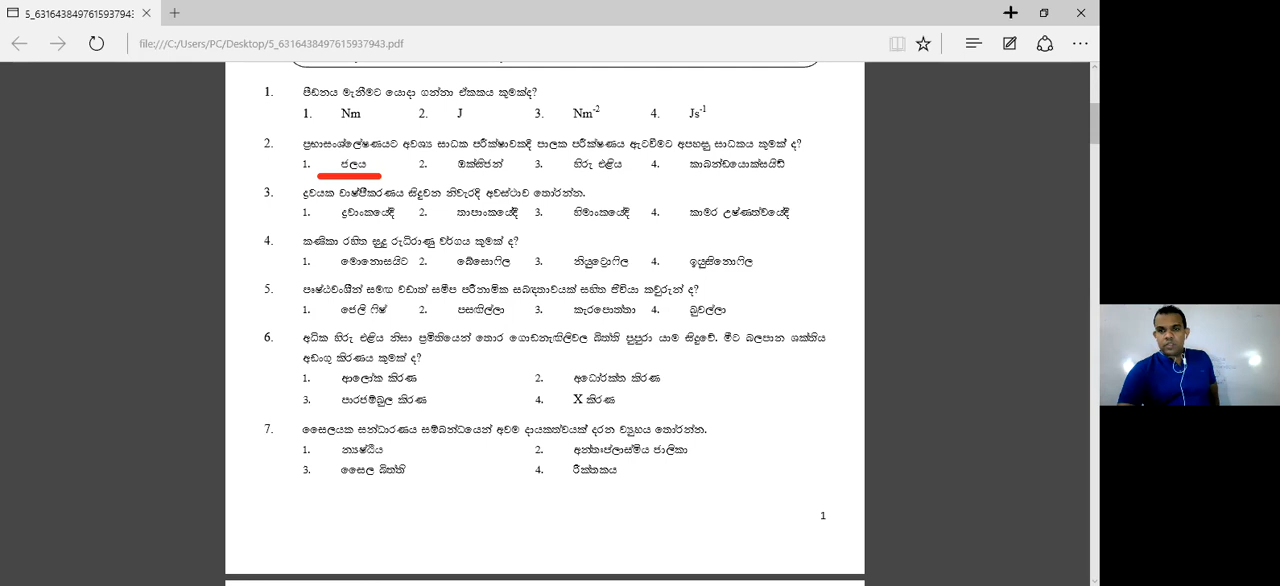 5_6316438497615937943
file:///C:/Users/PC/Desktop/5_6316438497615937943.pdf
1. පීඩනය මැනීමට යොදා ගන්නා ඒකකය කුමක්ද?
1. Nm 2. J 3. Nm⁻² 4. Js⁻¹
2. ප්‍රභාසංශ්ලේෂණයට අවශ්‍ය සාධක පරීක්ෂාවකදී පාලක පරීක්ෂණය ඇටවීමට අපහසු සාධකය කුමක් ද?
1. ජලය 2. ඔක්සිජන් 3. හිරු එළිය 4. කාබන්ඩයොක්සයිඩ්
3. ද්‍රවයක වාෂ්පීකරණය සිදුවන නිවැරදි අවස්ථාව තෝරන්න.
1. ද්‍රවාංකයේදී 2. තාපාංකයේදී 3. හිමාංකයේදී 4. කාමර උෂ්ණත්වයේදී
4. කණිකා රහිත සුදු රුධිරාණු වර්ගය කුමක් ද?
1. මොනොසයිට 2. බේසොෆිල 3. නියුට්‍රොෆිල 4. ඉයුසිනොෆිල
5. පෘෂ්ඨවංශීන් සමඟ වඩාත් සමීප පරිනාමික සබඳතාවයක් සහිත ජීවියා කවුරුන් ද?
1. ජෙලි ෆිෂ් 2. පසඟිල්ලා 3. කැරපොත්තා 4. බුවල්ලා
6. අධික හිරු එළිය නිසා ප්‍රමිතියෙන් තොර ගොඩනැඟිලිවල බිත්ති පුපුරා යාම සිදුවේ. මීට බලපාන ශක්තිය
අඩංගු කිරණය කුමක් ද?
1. ආලෝක කිරණ 2. අධෝරක්ත කිරණ
3. පාරජම්බුල කිරණ 4. X කිරණ
7. සෛලයක සන්ධාරණය සම්බන්ධයෙන් අවම දායකත්වයක් දරන ව්‍යුහය තෝරන්න.
1. න්‍යෂ්ඨිය 2. අන්තඃප්ලාස්මීය ජාලිකා
3. සෛල බිත්ති 4. රික්තකය
1